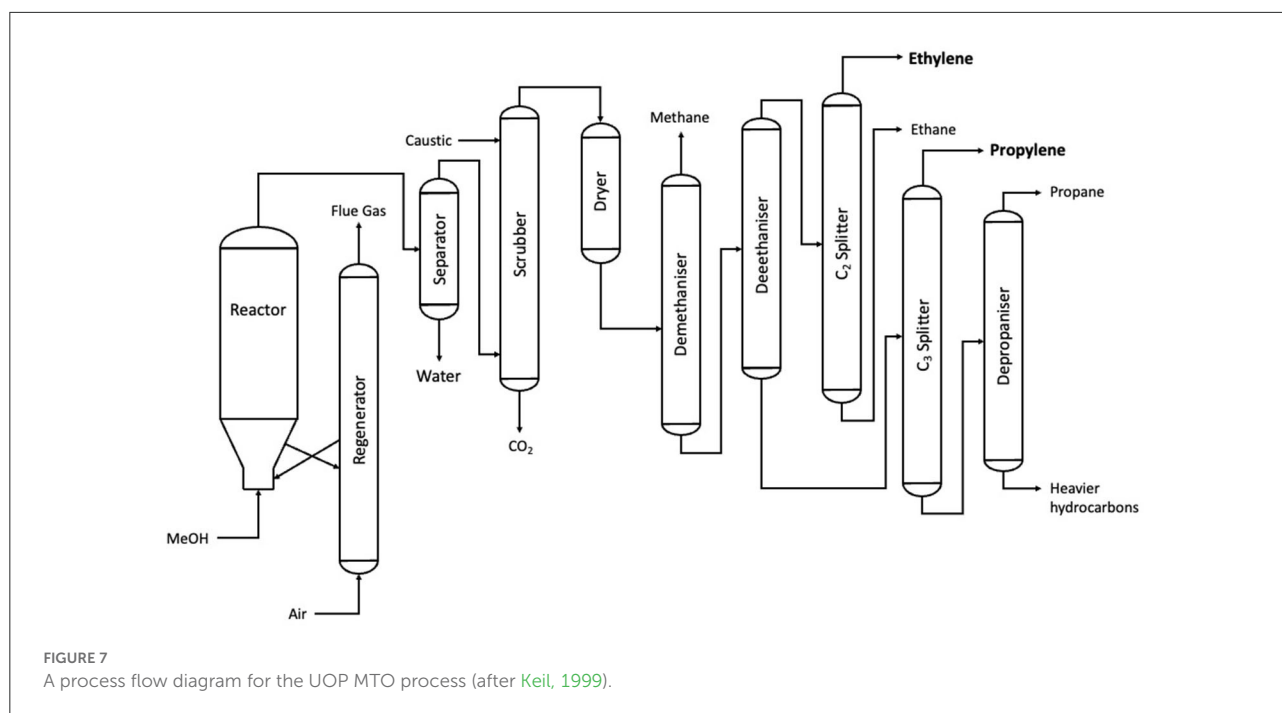 Ethylene
Methane
Ethane
Caustic
Propylene
Propane
Flue Gas
Reactor
Regenerator
Separator
Scrubber
Dryer
Demethaniser
Deeethaniser
C₂ Splitter
C₃ Splitter
Depropaniser
Water
CO₂
Heavier
hydrocarbons
MeOH
Air
FIGURE 7
A process flow diagram for the UOP MTO process (after Keil, 1999).